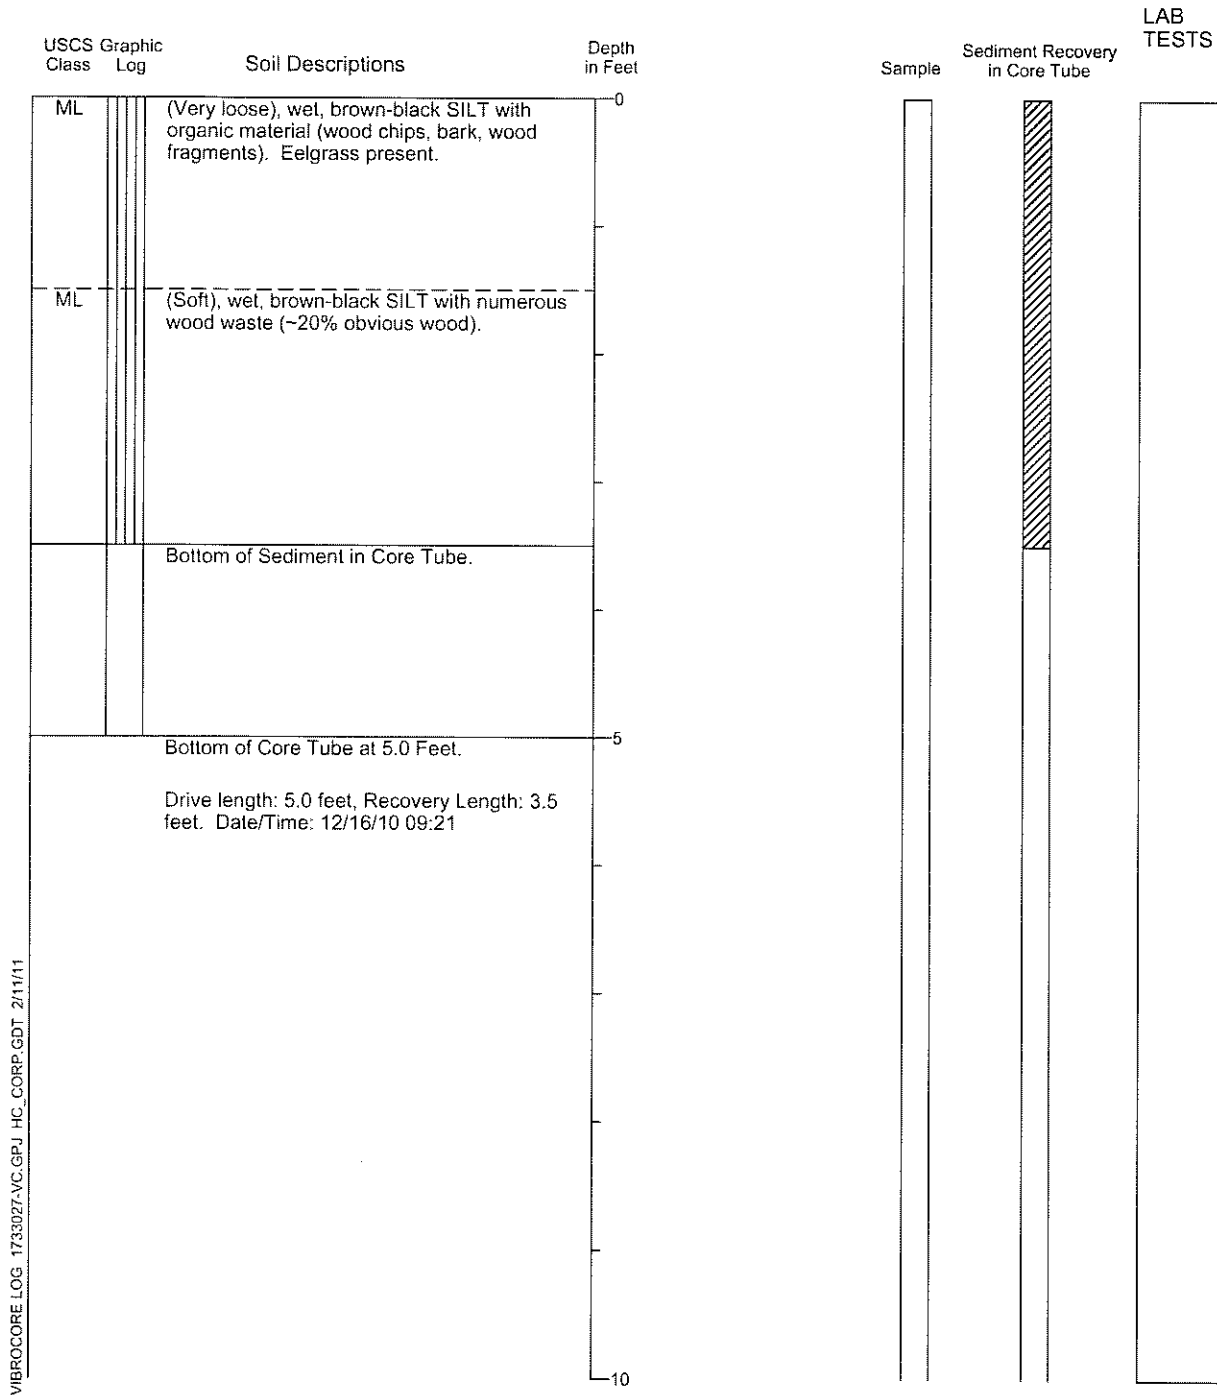 USCS Graphic
Class Log
Soil Descriptions
Depth
in Feet
Sample
Sediment Recovery
in Core Tube
LAB
TESTS
0
ML
(Very loose), wet, brown-black SILT with
organic material (wood chips, bark, wood
fragments). Eelgrass present.
ML
(Soft), wet, brown-black SILT with numerous
wood waste (~20% obvious wood).
Bottom of Sediment in Core Tube.
5
Bottom of Core Tube at 5.0 Feet.
Drive length: 5.0 feet, Recovery Length: 3.5
feet. Date/Time: 12/16/10 09:21
10
VIBROCORE LOG 1733027-VC.GPJ HC_CORP.GDT 2/11/11